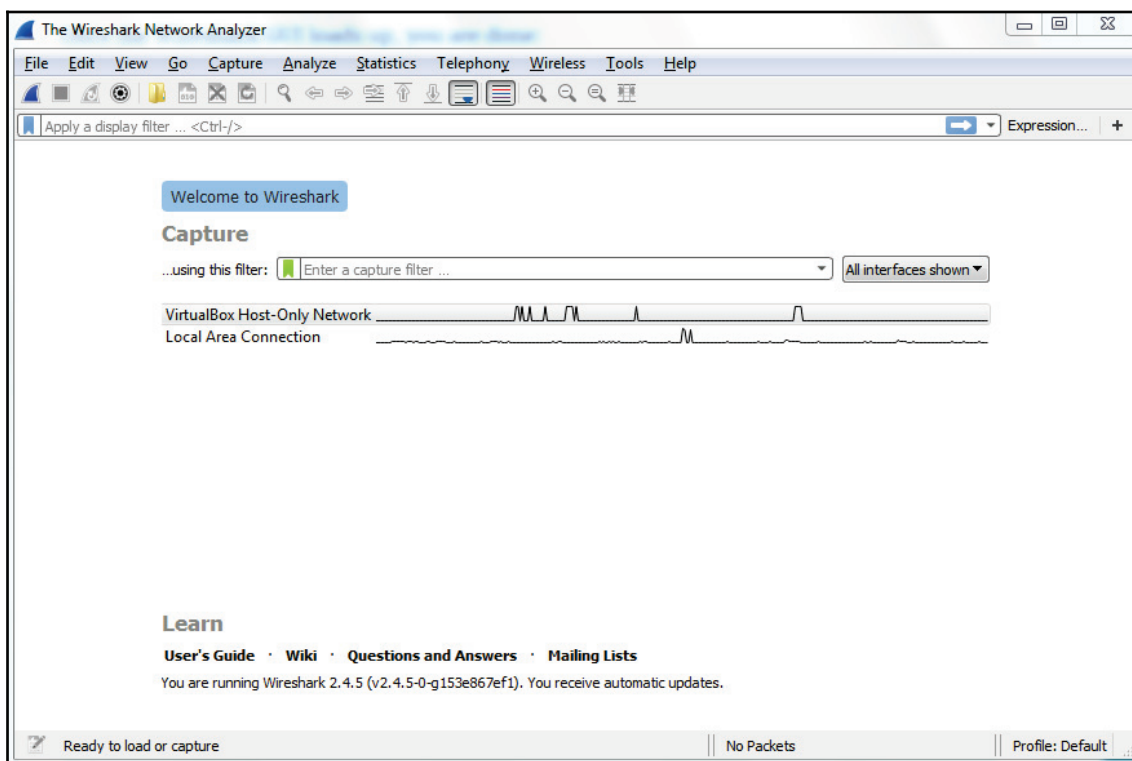 The Wireshark Network Analyzer
File Edit View Go Capture Analyze Statistics Telephony Wireless Tools Help
Apply a display filter ... <Ctrl-/> Expression... +
Welcome to Wireshark
Capture
...using this filter: Enter a capture filter ... All interfaces shown
VirtualBox Host-Only Network
Local Area Connection
Learn
User's Guide · Wiki · Questions and Answers · Mailing Lists
You are running Wireshark 2.4.5 (v2.4.5-0-g153e867ef1). You receive automatic updates.
Ready to load or capture No Packets Profile: Default